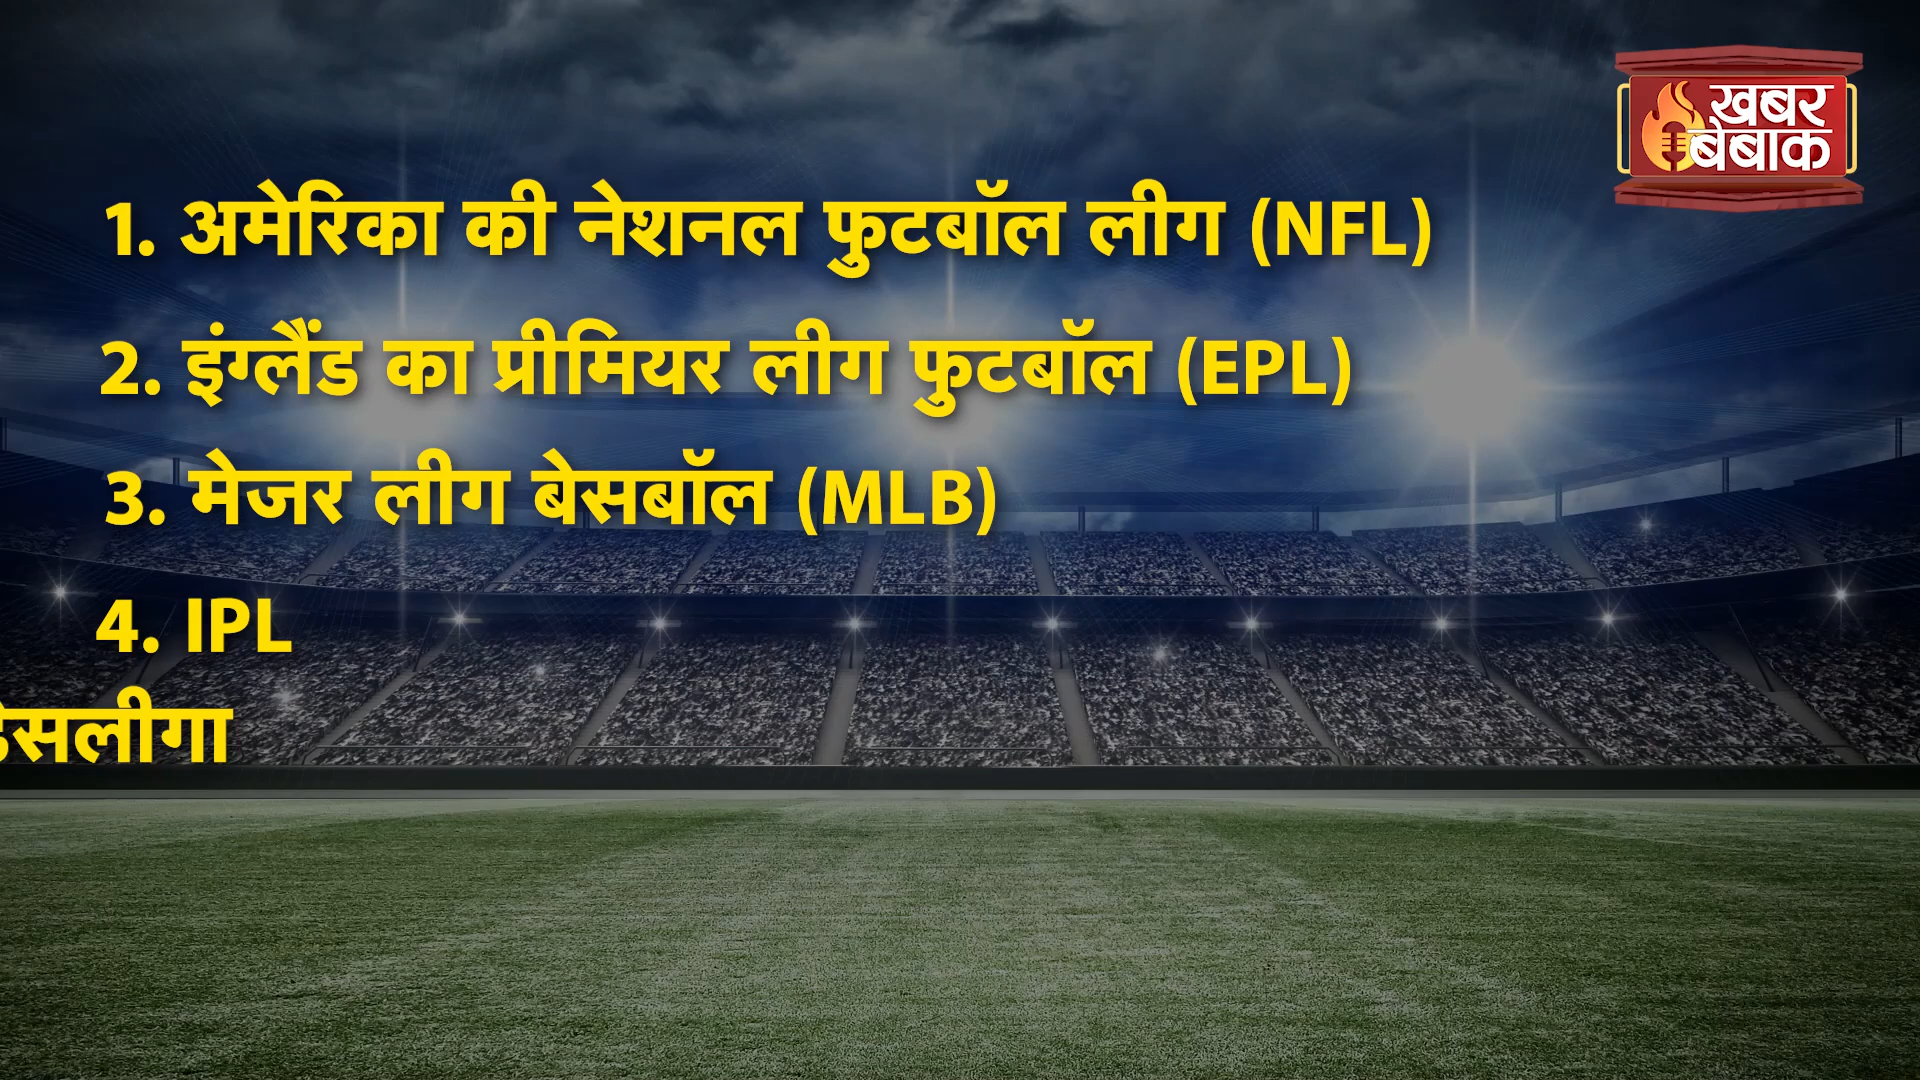 खबर
बेबाक
1. अमेरिका की नेशनल फुटबॉल लीग (NFL)
2. इंग्लैंड का प्रीमियर लीग फुटबॉल (EPL)
3. मेजर लीग बेसबॉल (MLB)
4. IPL